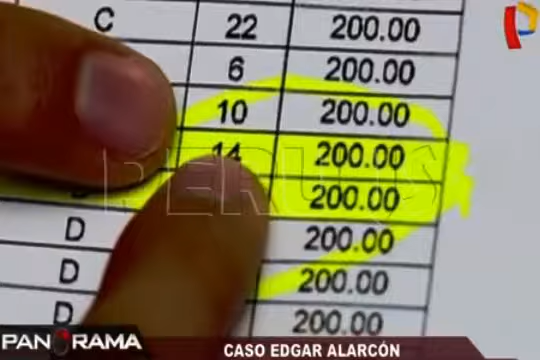 C 22 200.00
6 200.00
10 200.00
14 200.00
200.00
D 200.00
D 200.00
D 200.00
PANORAMA
CASO EDGAR ALARCÓN